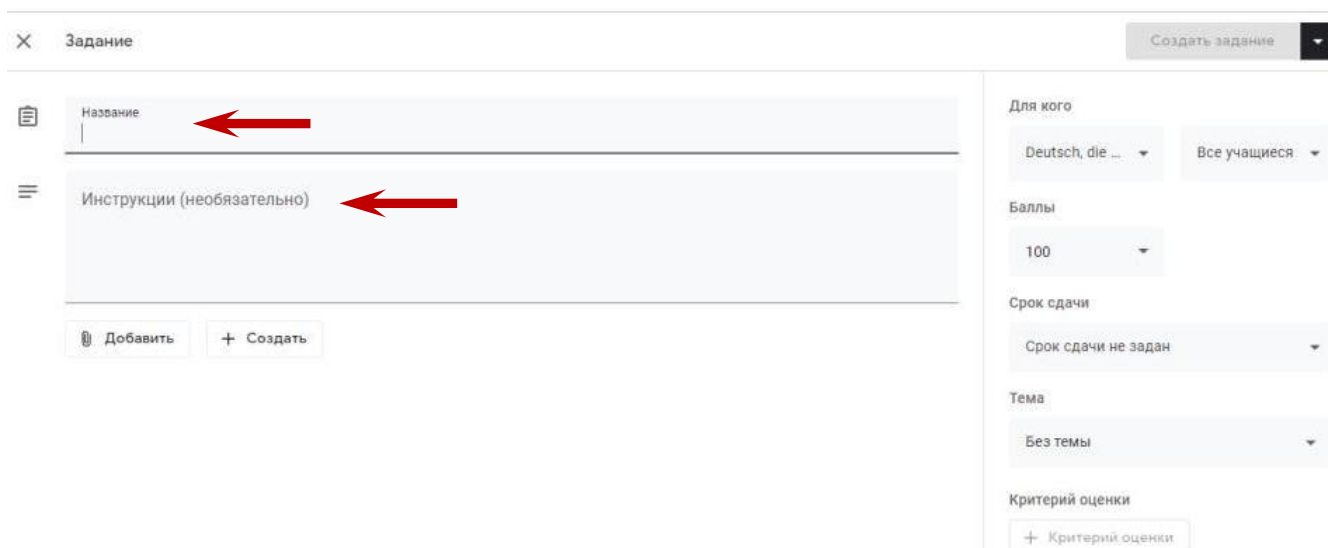 Задание
Создать задание
Название
Инструкции (необязательно)
Добавить
+ Создать
Для кого
Deutsch, die ...
Все учащиеся
Баллы
100
Срок сдачи
Срок сдачи не задан
Тема
Без темы
Критерий оценки
+ Критерий оценки